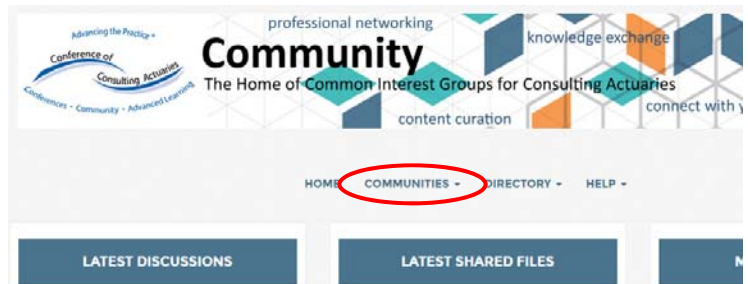 Advancing the Practice
Conference of
Consulting Actuaries
Conferences · Community · Advanced Learning
professional networking
knowledge exchange
Community
The Home of Common Interest Groups for Consulting Actuaries
content curation
connect with
HOME COMMUNITIES DIRECTORY HELP
LATEST DISCUSSIONS
LATEST SHARED FILES